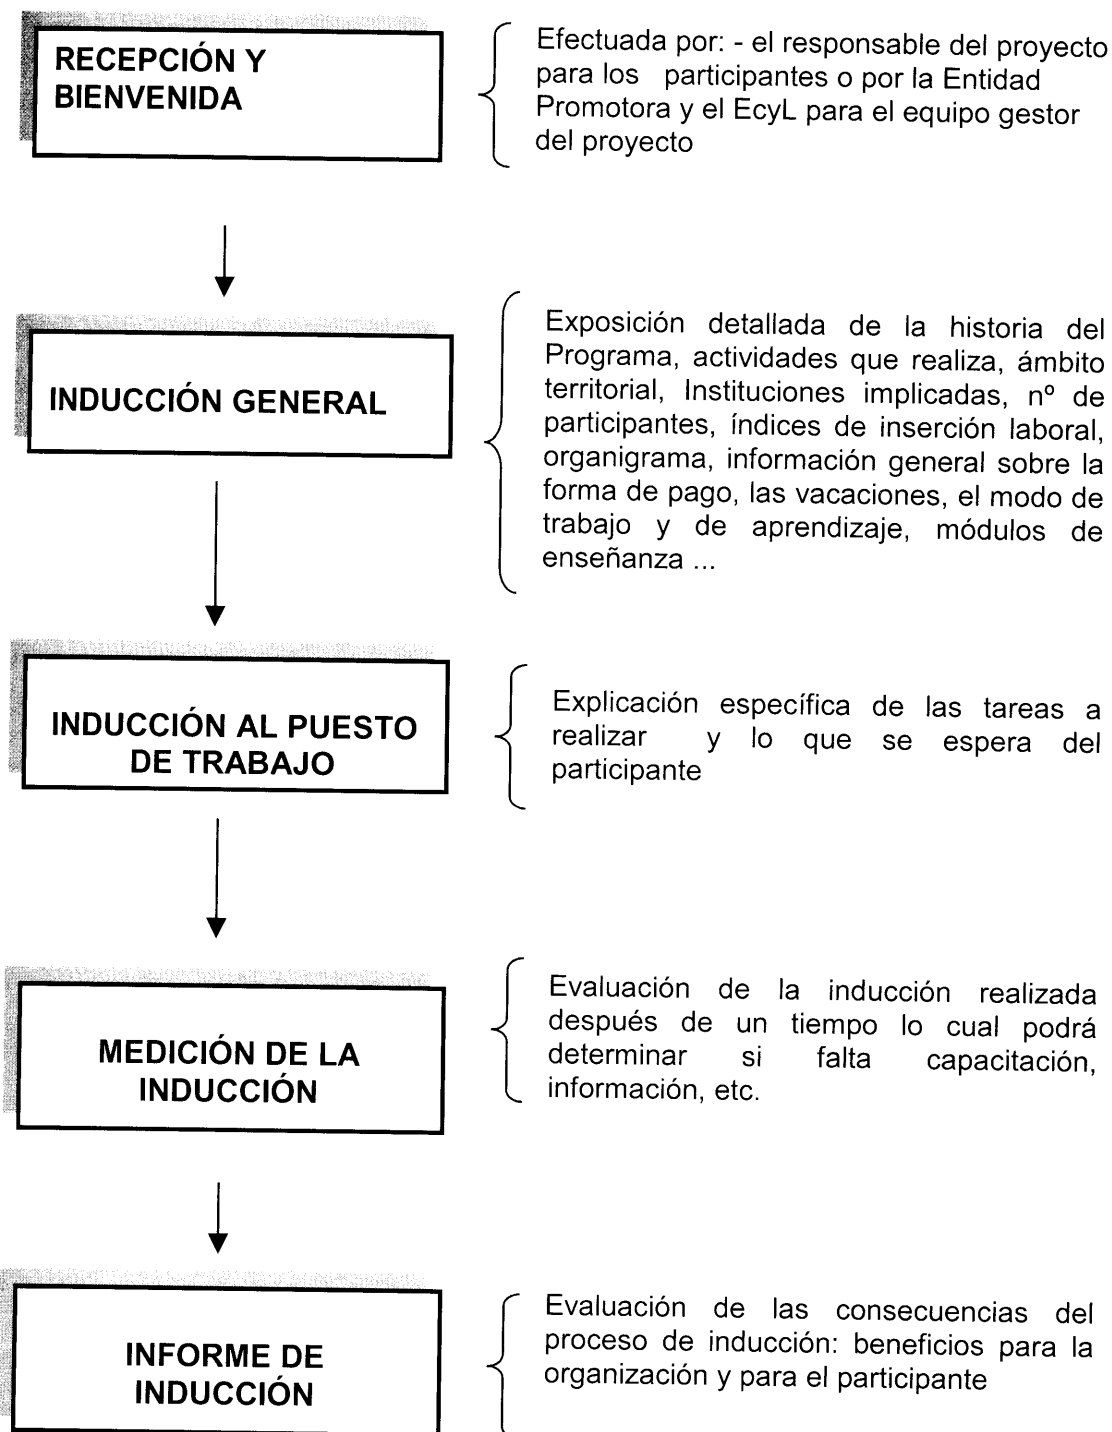 RECEPCIÓN Y
BIENVENIDA
Efectuada por: - el responsable del proyecto
para los participantes o por la Entidad
Promotora y el EcyL para el equipo gestor
del proyecto
INDUCCIÓN GENERAL
Exposición detallada de la historia del
Programa, actividades que realiza, ámbito
territorial, Instituciones implicadas, nº de
participantes, índices de inserción laboral,
organigrama, información general sobre la
forma de pago, las vacaciones, el modo de
trabajo y de aprendizaje, módulos de
enseñanza ...
INDUCCIÓN AL PUESTO
DE TRABAJO
Explicación específica de las tareas a
realizar y lo que se espera del
participante
MEDICIÓN DE LA
INDUCCIÓN
Evaluación de la inducción realizada
después de un tiempo lo cual podrá
determinar si falta capacitación,
información, etc.
INFORME DE
INDUCCIÓN
Evaluación de las consecuencias del
proceso de inducción: beneficios para la
organización y para el participante